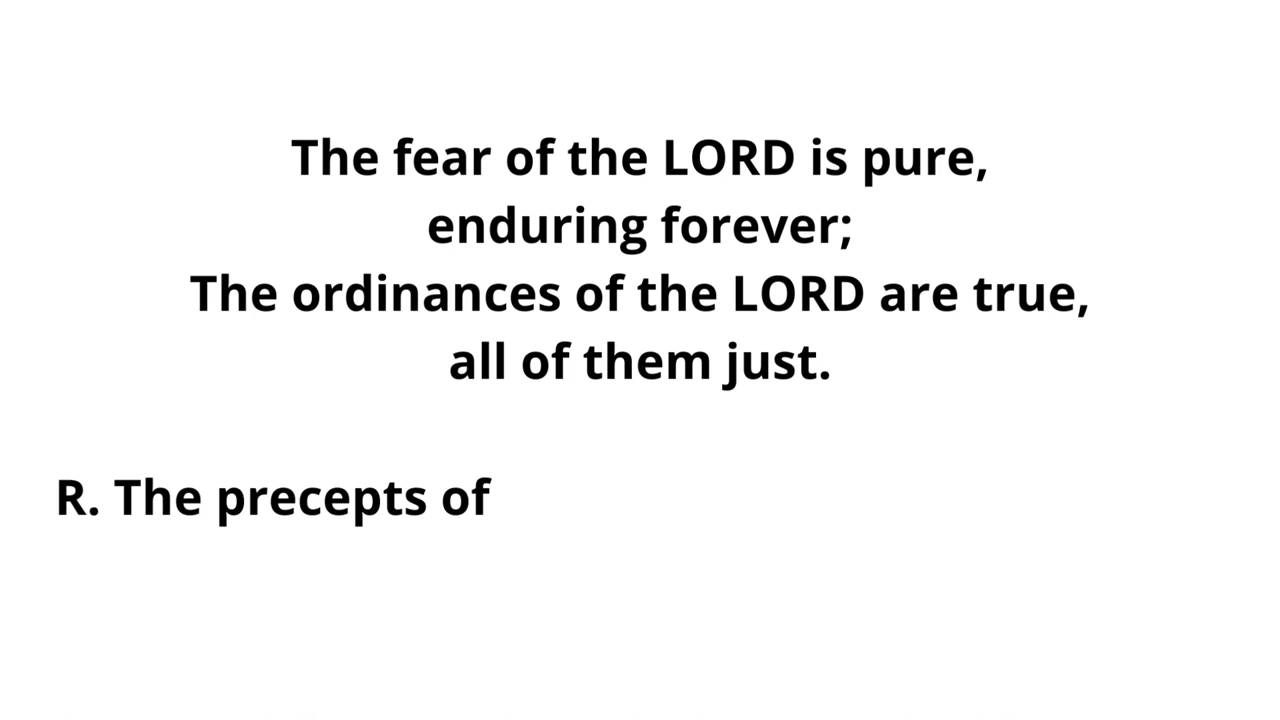 The fear of the LORD is pure,
enduring forever;
The ordinances of the LORD are true,
all of them just.
R. The precepts of